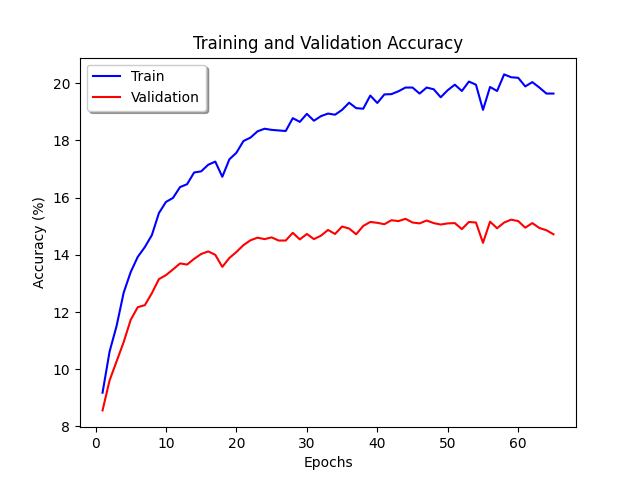 Training and Validation Accuracy
Train
Validation
Accuracy (%)
20
18
16
14
12
10
8
0 10 20 30 40 50 60
Epochs